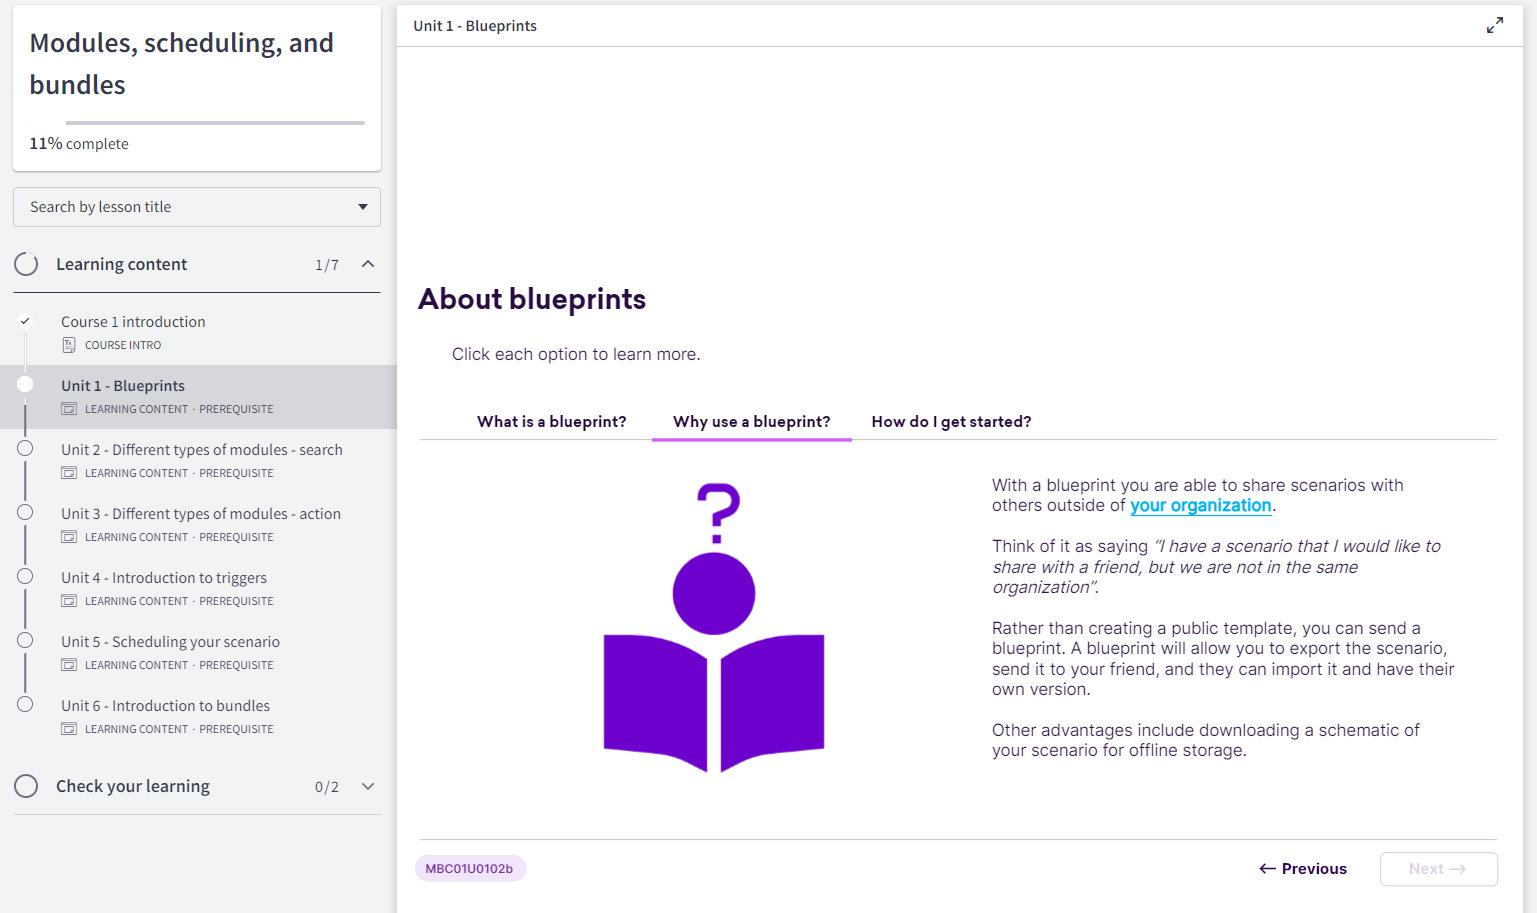 Modules, scheduling, and
bundles
11% complete
Search by lesson title
Learning content 1/7
Course 1 introduction
COURSE INTRO
Unit 1 - Blueprints
LEARNING CONTENT · PREREQUISITE
Unit 2 - Different types of modules - search
LEARNING CONTENT · PREREQUISITE
Unit 3 - Different types of modules - action
LEARNING CONTENT · PREREQUISITE
Unit 4 - Introduction to triggers
LEARNING CONTENT · PREREQUISITE
Unit 5 - Scheduling your scenario
LEARNING CONTENT · PREREQUISITE
Unit 6 - Introduction to bundles
LEARNING CONTENT · PREREQUISITE
Check your learning 0/2
Unit 1 - Blueprints
About blueprints
Click each option to learn more.
What is a blueprint? Why use a blueprint? How do I get started?
?
With a blueprint you are able to share scenarios with
others outside of your organization.
Think of it as saying “I have a scenario that I would like to
share with a friend, but we are not in the same
organization”.
Rather than creating a public template, you can send a
blueprint. A blueprint will allow you to export the scenario,
send it to your friend, and they can import it and have their
own version.
Other advantages include downloading a schematic of
your scenario for offline storage.
MBC01U0102b
← Previous
Next →